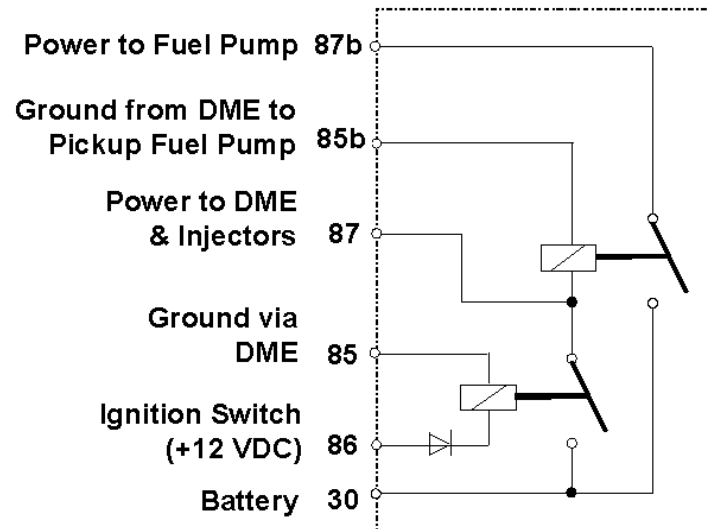 Power to Fuel Pump 87b
Ground from DME to
Pickup Fuel Pump 85b
Power to DME
& Injectors 87
Ground via
DME 85
Ignition Switch
(+12 VDC) 86
Battery 30